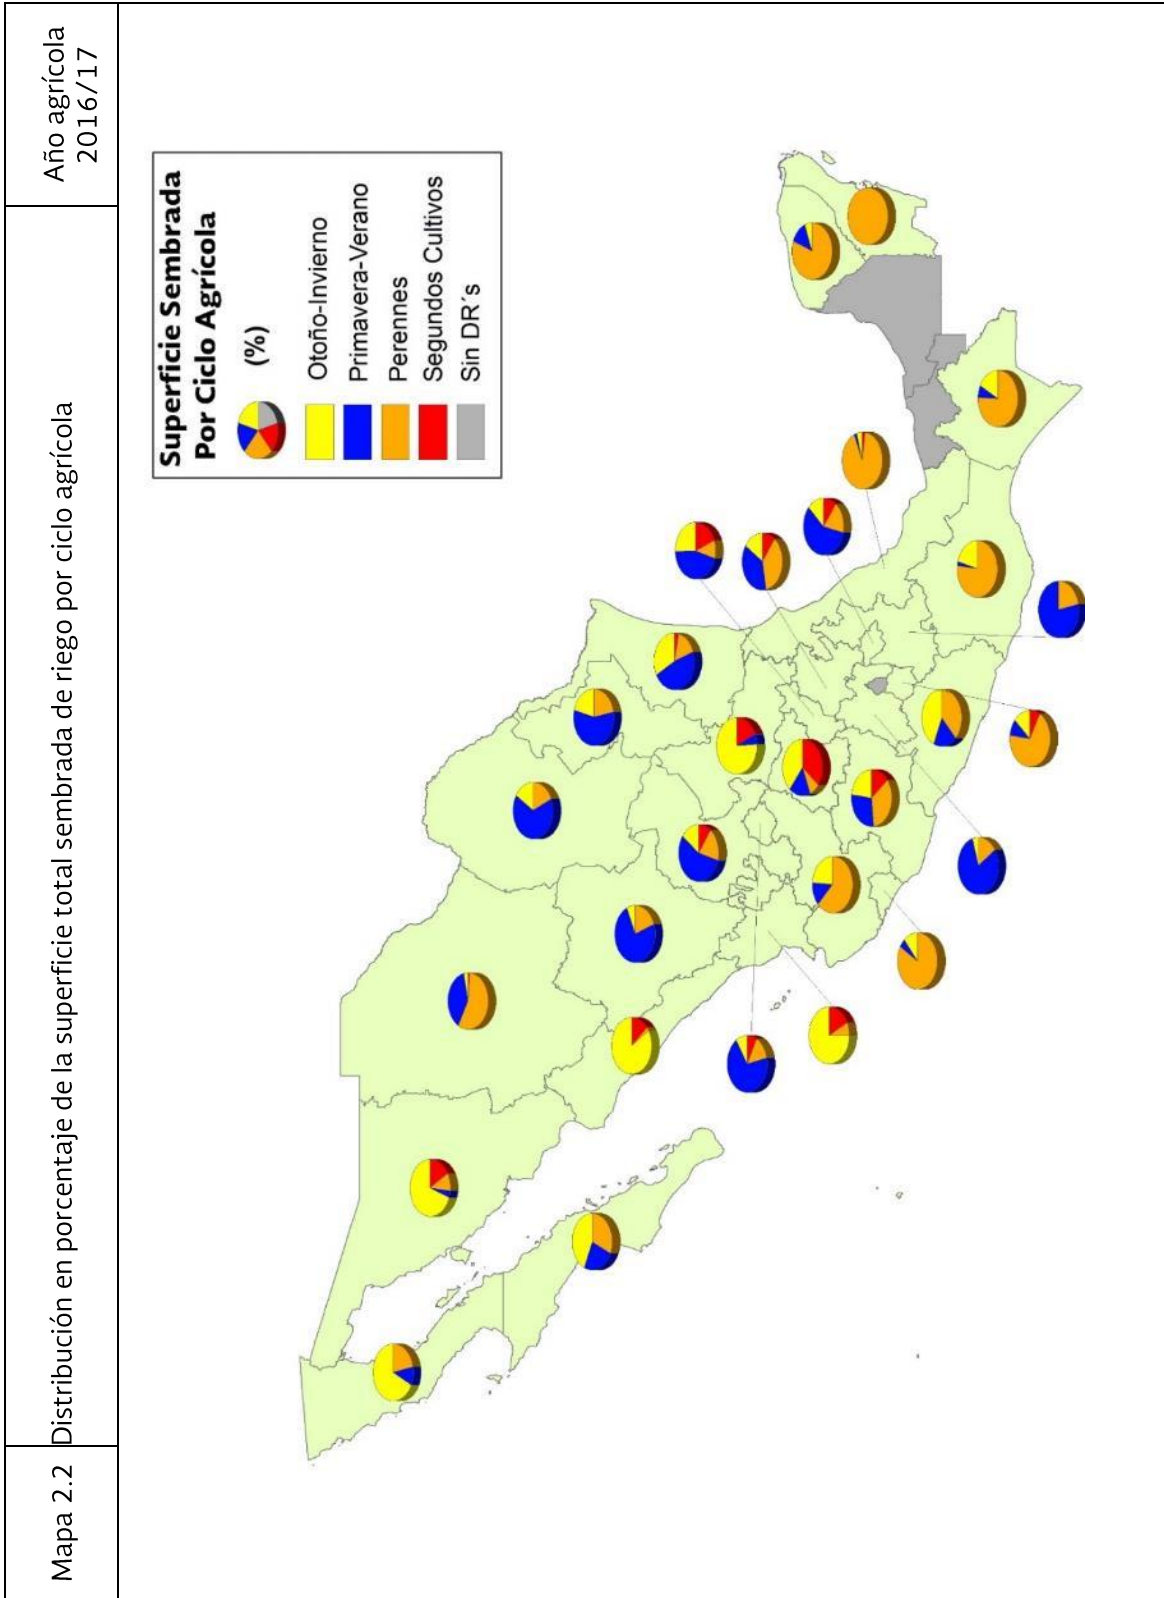 Mapa 2.2
Distribución en porcentaje de la superficie total sembrada de riego por ciclo agrícola
Año agrícola
2016/17
Superficie Sembrada
Por Ciclo Agrícola
(%)
Otoño-Invierno
Primavera-Verano
Perennes
Segundos Cultivos
Sin DR´s